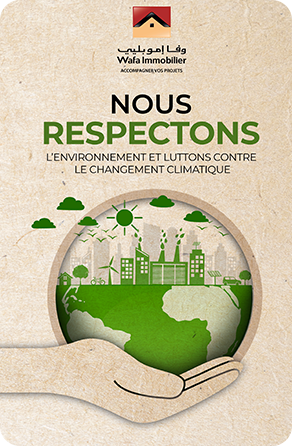 وفا إموبليي
Wafa Immobilier
ACCOMPAGNER VOS PROJETS
NOUS
RESPECTONS
L'ENVIRONNEMENT ET LUTTONS CONTRE
LE CHANGEMENT CLIMATIQUE